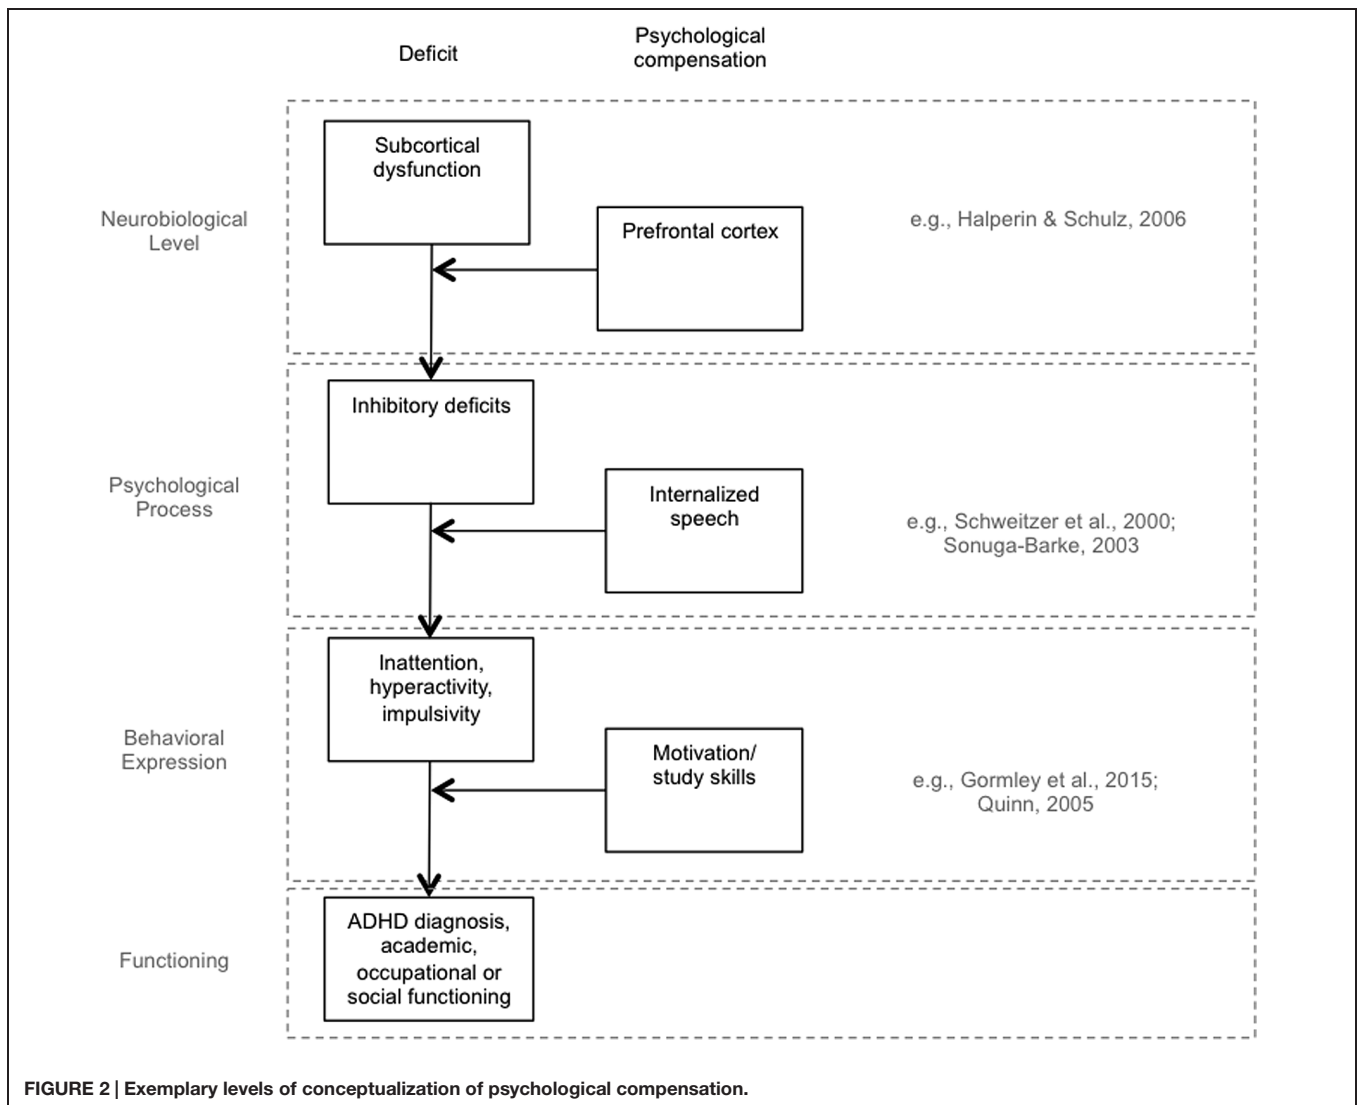 Deficit
Psychological
compensation
Neurobiological
Level
Subcortical
dysfunction
Prefrontal cortex
e.g., Halperin & Schulz, 2006
Psychological
Process
Inhibitory deficits
Internalized
speech
e.g., Schweitzer et al., 2000;
Sonuga-Barke, 2003
Behavioral
Expression
Inattention,
hyperactivity,
impulsivity
Motivation/
study skills
e.g., Gormley et al., 2015;
Quinn, 2005
Functioning
ADHD diagnosis,
academic,
occupational or
social functioning
FIGURE 2 | Exemplary levels of conceptualization of psychological compensation.